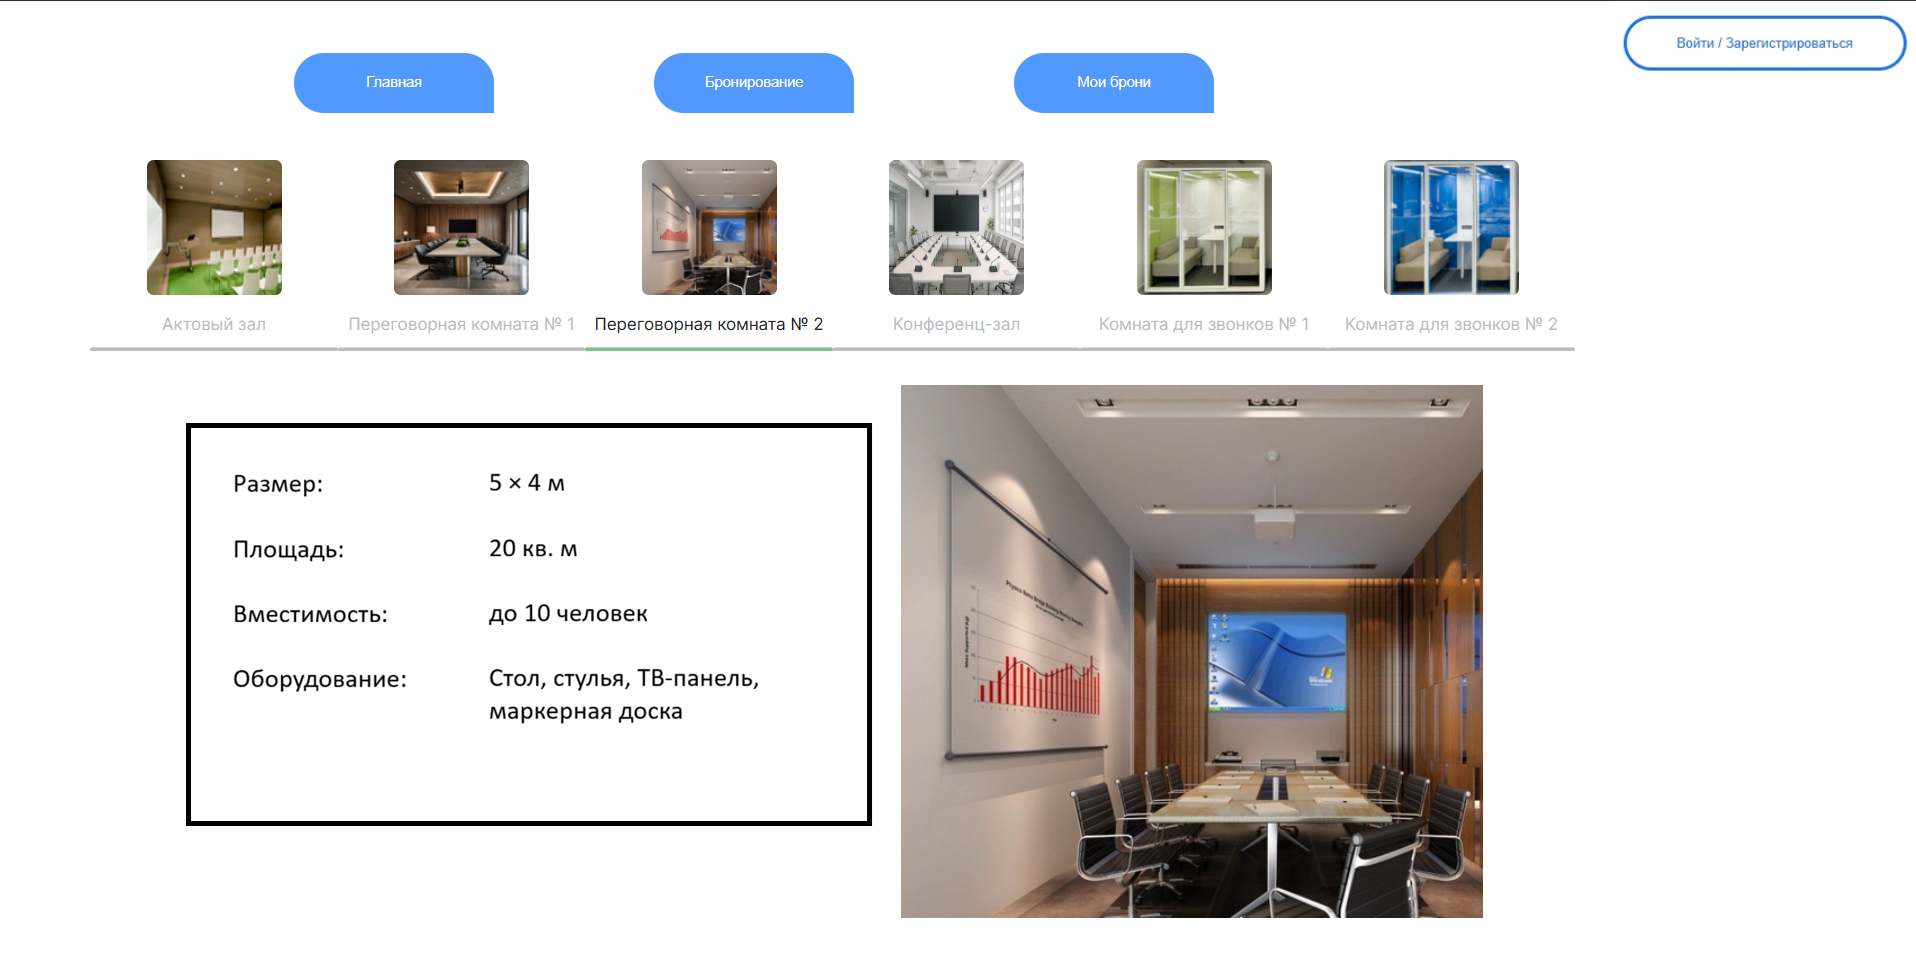 Войти / Зарегистрироваться
Главная
Бронирование
Мои брони
Актовый зал
Переговорная комната № 1
Переговорная комната № 2
Конференц-зал
Комната для звонков № 1
Комната для звонков № 2
Размер: 5 × 4 м
Площадь: 20 кв. м
Вместимость: до 10 человек
Оборудование: Стол, стулья, ТВ-панель,
маркерная доска